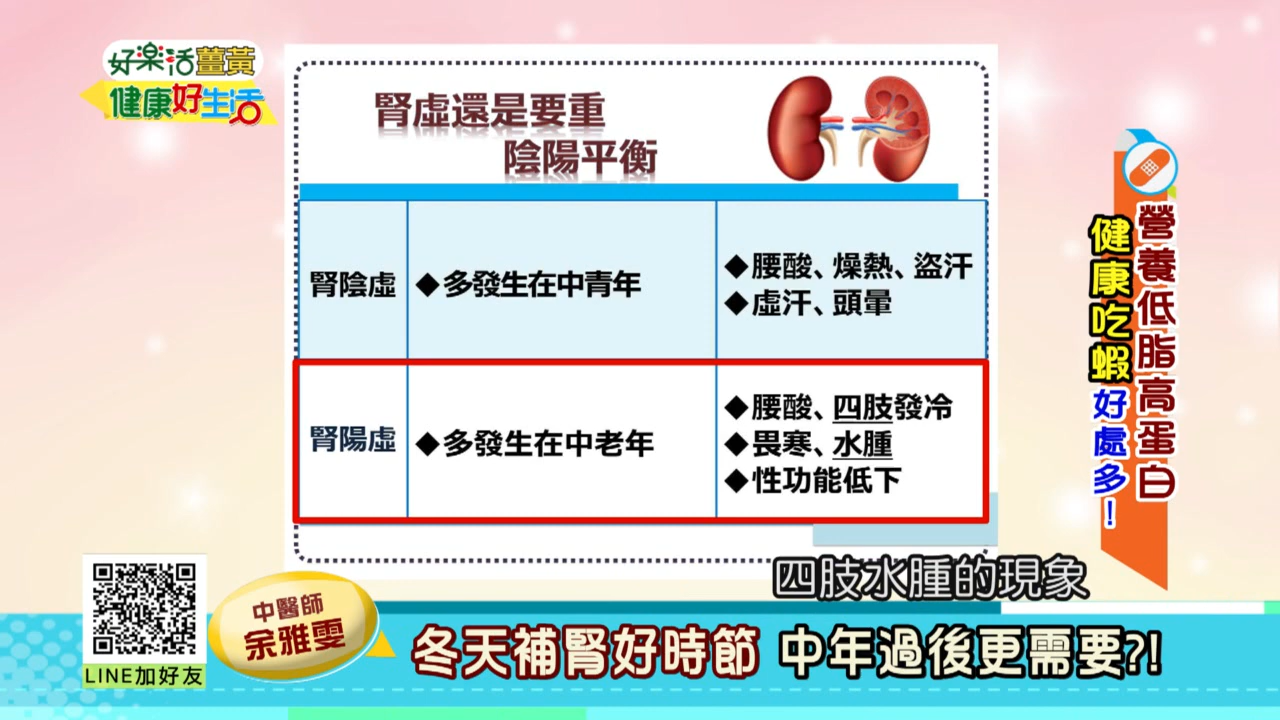 好樂活薑黃
健康好生活
腎虛還是要重
陰陽平衡
腎陰虛
◆多發生在中青年
◆腰酸、燥熱、盜汗
◆虛汗、頭暈
腎陽虛
◆多發生在中老年
◆腰酸、四肢發冷
◆畏寒、水腫
◆性功能低下
營養低脂高蛋白
健康吃蝦好處多!
四肢水腫的現象
LINE加好友
中醫師
余雅雯
冬天補腎好時節 中年過後更需要?!